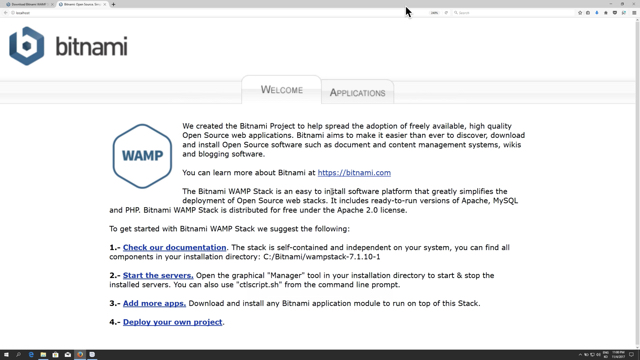 Download Bitnami WAMP
Bitnami: Open Source. S
localhost
Search
bitnami
WELCOME
APPLICATIONS
WAMP
We created the Bitnami Project to help spread the adoption of freely available, high quality
Open Source web applications. Bitnami aims to make it easier than ever to discover, download
and install Open Source software such as document and content management systems, wikis
and blogging software.
You can learn more about Bitnami at https://bitnami.com
The Bitnami WAMP Stack is an easy to install software platform that greatly simplifies the
deployment of Open Source web stacks. It includes ready-to-run versions of Apache, MySQL
and PHP. Bitnami WAMP Stack is distributed for free under the Apache 2.0 license.
To get started with Bitnami WAMP Stack we suggest the following:
1.- Check our documentation. The stack is self-contained and independent on your system, you can find all
components in your installation directory: C:/Bitnami/wampstack-7.1.10-1
2.- Start the servers. Open the graphical "Manager" tool in your installation directory to start & stop the
installed servers. You can also use "ctlscript.sh" from the command line prompt.
3.- Add more apps. Download and install any Bitnami application module to run on top of this Stack.
4.- Deploy your own project.
ENG